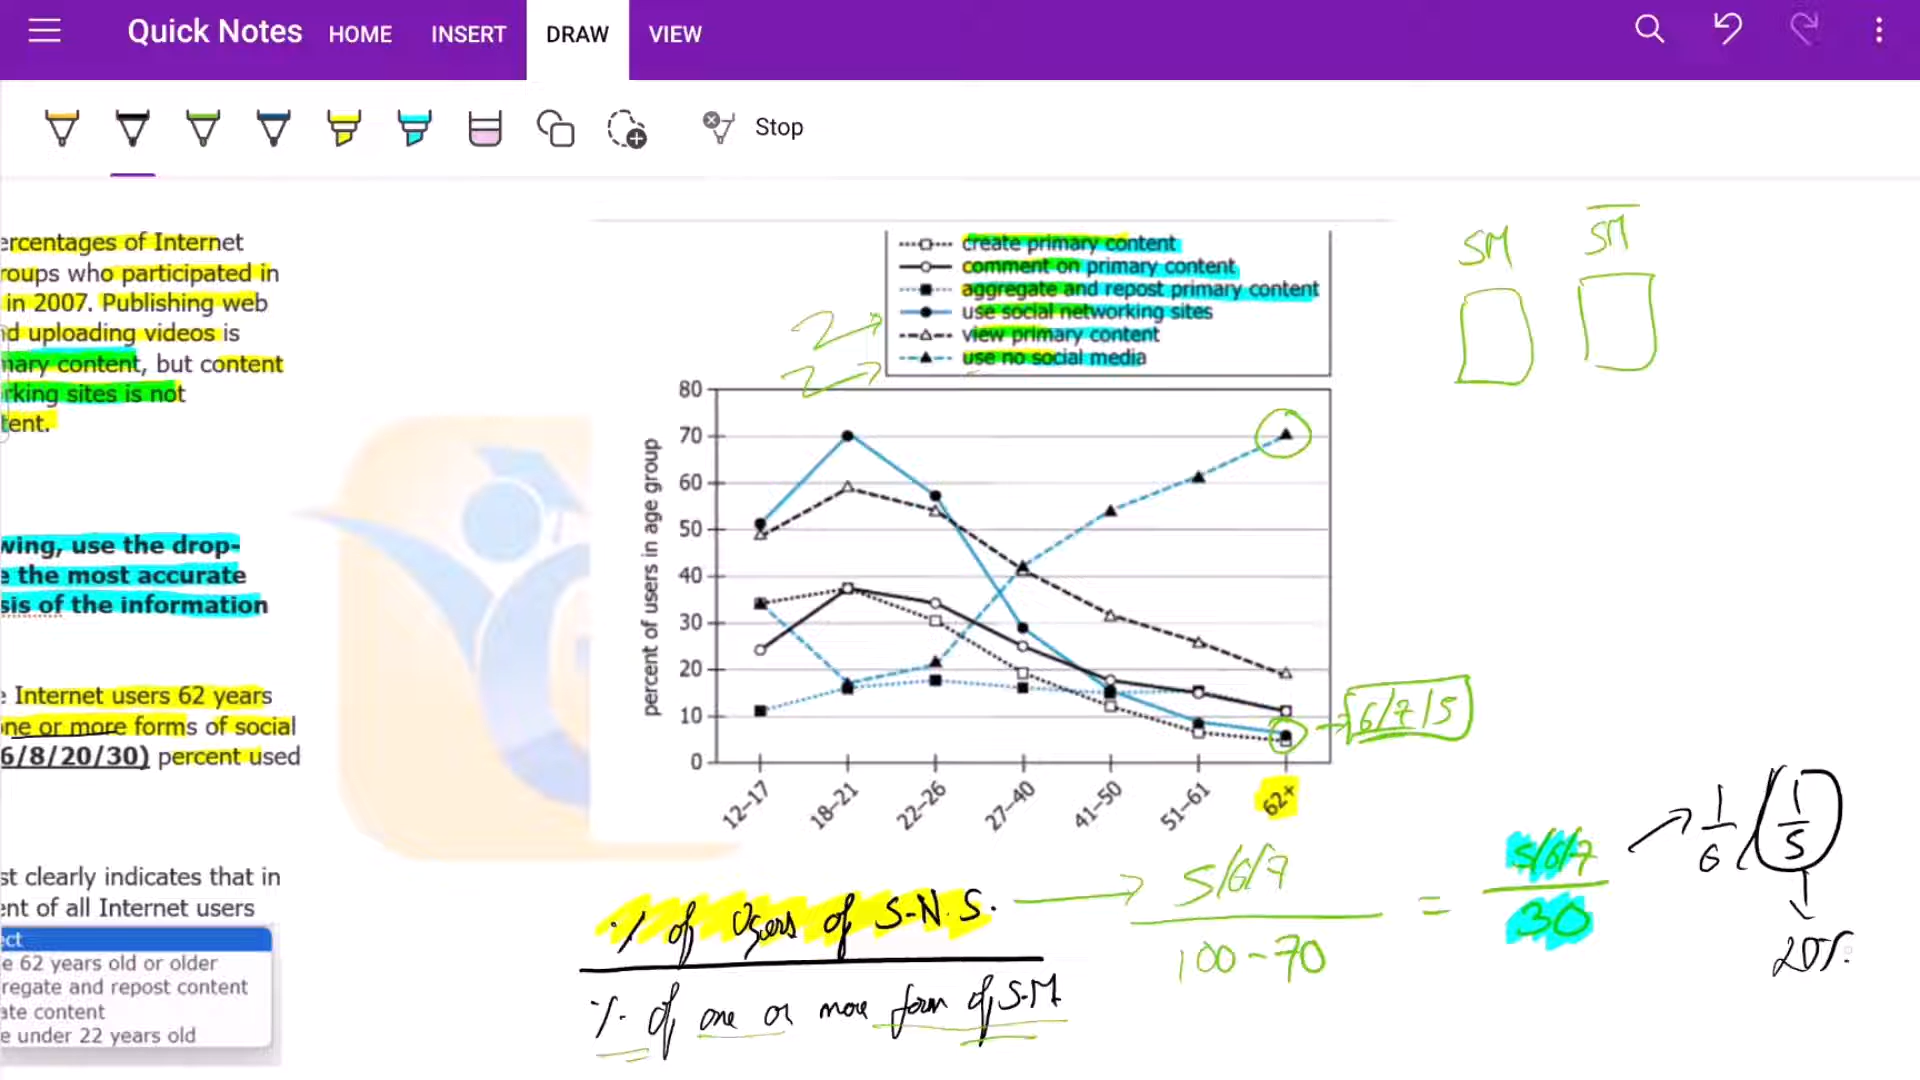 Quick Notes HOME INSERT DRAW VIEW
Stop
ercentages of Internet
roups who participated in
in 2007. Publishing web
nd uploading videos is
nary content, but content
rking sites is not
tent.
wing, use the drop-
e the most accurate
sis of the information
e Internet users 62 years
one or more forms of social
6/8/20/30) percent used
st clearly indicates that in
ent of all Internet users
ect
e 62 years old or older
regate and repost content
ate content
e under 22 years old
create primary content
comment on primary content
aggregate and repost primary content
use social networking sites
view primary content
use no social media
percent of users in age group
80
70
60
50
40
30
20
10
0
12–17 18–21 22–26 27–40 41–50 51–61 62+
SM SM
6/7/5
% of Users of S.N.S.
% of one or more form of S.M
5/6/7
100-70
=
5/6/7
30
1/6 / 1/5
20%